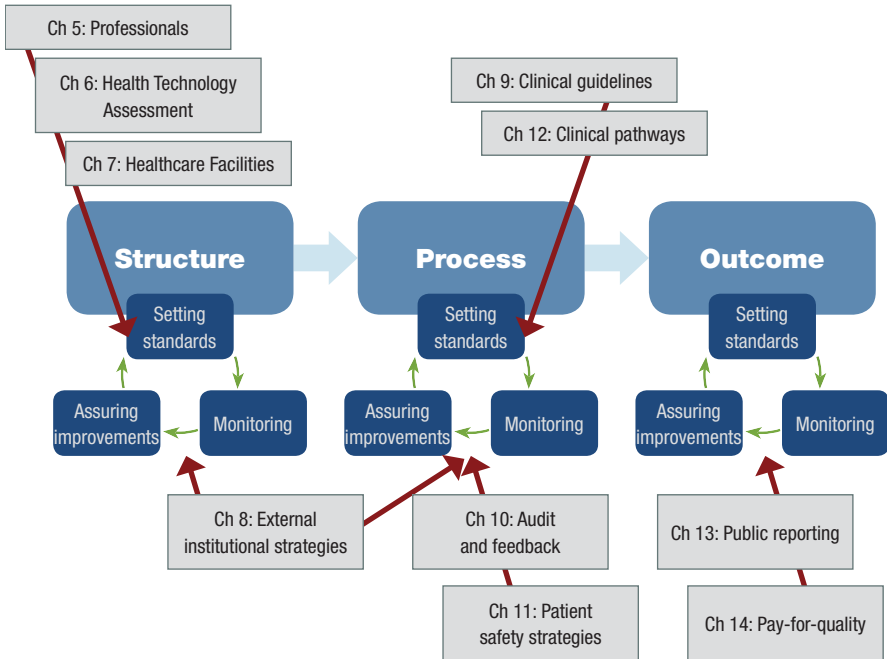 Ch 5: Professionals
Ch 6: Health Technology
Assessment
Ch 7: Healthcare Facilities
Ch 9: Clinical guidelines
Ch 12: Clinical pathways
Structure
Process
Outcome
Setting
standards
Assuring
improvements
Monitoring
Setting
standards
Assuring
improvements
Monitoring
Setting
standards
Assuring
improvements
Monitoring
Ch 8: External
institutional strategies
Ch 10: Audit
and feedback
Ch 11: Patient
safety strategies
Ch 13: Public reporting
Ch 14: Pay-for-quality